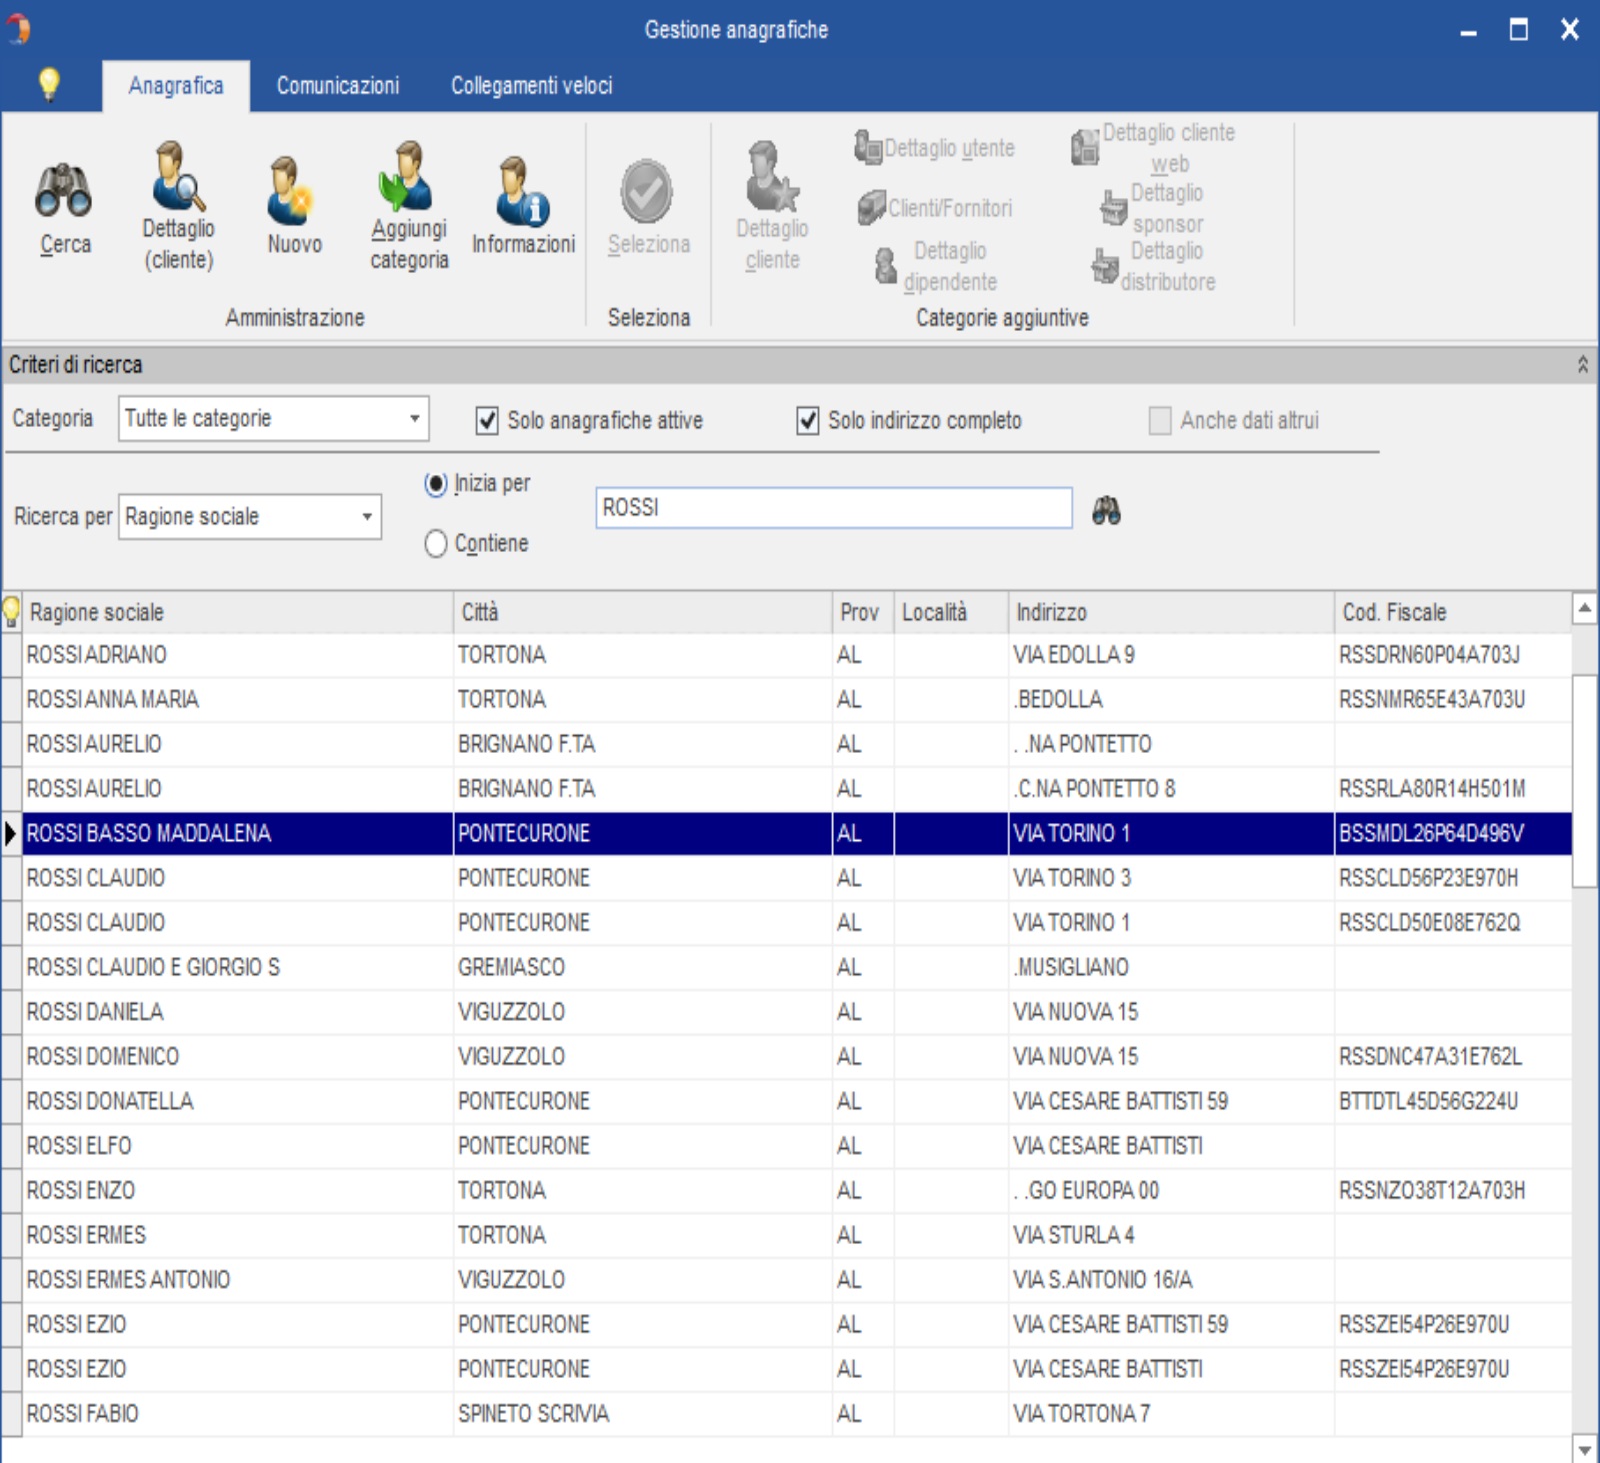 Gestione anagrafiche
Anagrafica Comunicazioni Collegamenti veloci
Cerca
Dettaglio (cliente)
Nuovo
Aggiungi categoria
Informazioni
Amministrazione
Seleziona
Seleziona
Dettaglio cliente
Dettaglio utente
Clienti/Fornitori
Dettaglio dipendente
Dettaglio cliente web
Dettaglio sponsor
Dettaglio distributore
Categorie aggiuntive
Criteri di ricerca
Categoria Tutte le categorie Solo anagrafiche attive Solo indirizzo completo Anche dati altrui
Ricerca per Ragione sociale
Inizia per
Contiene
ROSSI
Ragione sociale Città Prov Località Indirizzo Cod. Fiscale
ROSSI ADRIANO TORTONA AL VIA EDOLLA 9 RSSDRN60P04A703J
ROSSI ANNA MARIA TORTONA AL .BEDOLLA RSSNMR65E43A703U
ROSSI AURELIO BRIGNANO F.TA AL . .NA PONTETTO
ROSSI AURELIO BRIGNANO F.TA AL .C.NA PONTETTO 8 RSSRLA80R14H501M
ROSSI BASSO MADDALENA PONTECURONE AL VIA TORINO 1 BSSMDL26P64D496V
ROSSI CLAUDIO PONTECURONE AL VIA TORINO 3 RSSCLD56P23E970H
ROSSI CLAUDIO PONTECURONE AL VIA TORINO 1 RSSCLD50E08E762Q
ROSSI CLAUDIO E GIORGIO S GREMIASCO AL .MUSIGLIANO
ROSSI DANIELA VIGUZZOLO AL VIA NUOVA 15
ROSSI DOMENICO VIGUZZOLO AL VIA NUOVA 15 RSSDNC47A31E762L
ROSSI DONATELLA PONTECURONE AL VIA CESARE BATTISTI 59 BTTDTL45D56G224U
ROSSI ELFO PONTECURONE AL VIA CESARE BATTISTI
ROSSI ENZO TORTONA AL . .GO EUROPA 00 RSSNZO38T12A703H
ROSSI ERMES TORTONA AL VIA STURLA 4
ROSSI ERMES ANTONIO VIGUZZOLO AL VIA S.ANTONIO 16/A
ROSSI EZIO PONTECURONE AL VIA CESARE BATTISTI 59 RSSZEI54P26E970U
ROSSI EZIO PONTECURONE AL VIA CESARE BATTISTI RSSZEI54P26E970U
ROSSI FABIO SPINETO SCRIVIA AL VIA TORTONA 7